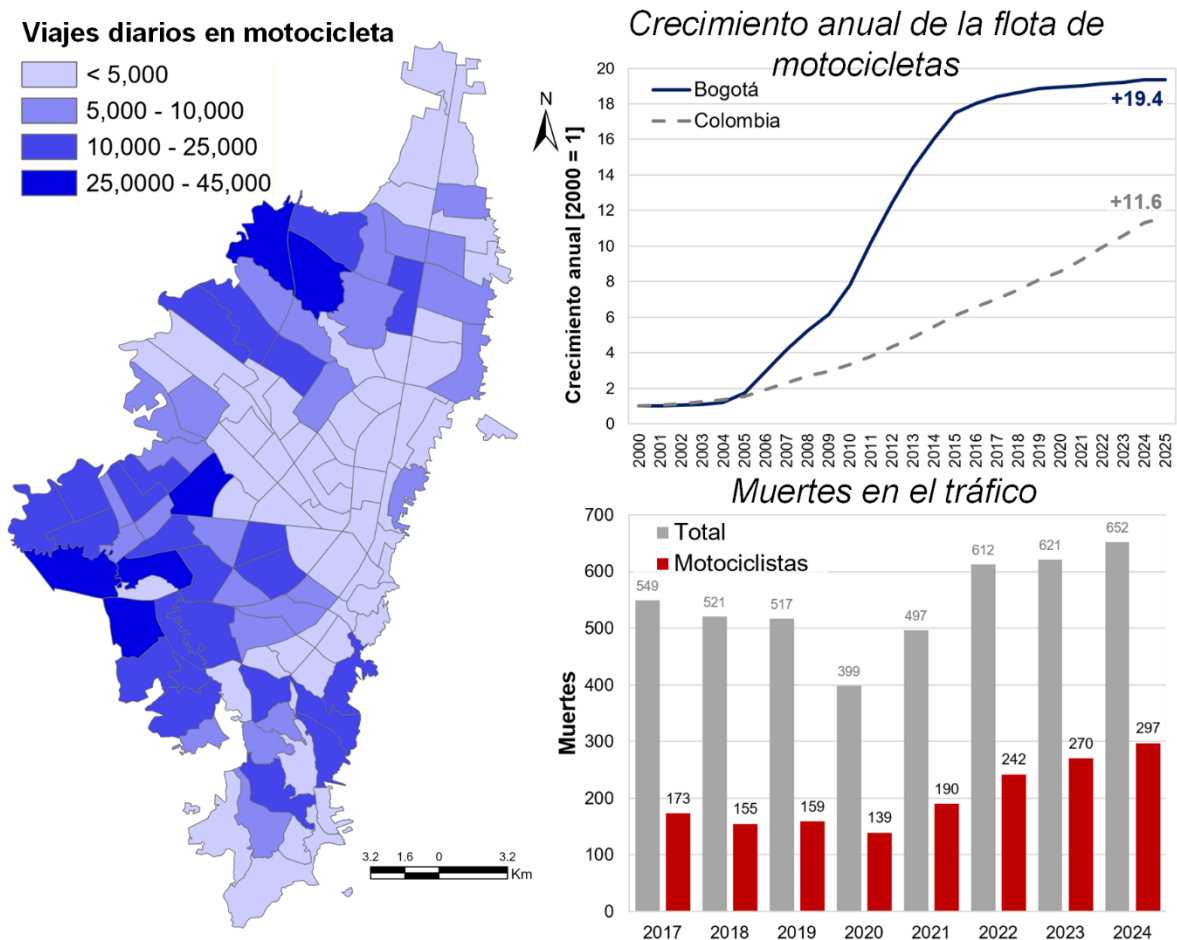 Viajes diarios en motocicleta
< 5,000
5,000 - 10,000
10,000 - 25,000
25,0000 - 45,000
N
3.2 1.6 0 3.2
Km
Crecimiento anual de la flota de
motocicletas
Crecimiento anual [2000 = 1]
20
18
16
14
12
10
8
6
4
2
0
Bogotá
Colombia
+19.4
+11.6
2000 2001 2002 2003 2004 2005 2006 2007 2008 2009 2010 2011 2012 2013 2014 2015 2016 2017 2018 2019 2020 2021 2022 2023 2024 2025
Muertes en el tráfico
Muertes
700
600
500
400
300
200
100
0
Total
Motociclistas
549 521 517 399 497 612 621 652
173 155 159 139 190 242 270 297
2017 2018 2019 2020 2021 2022 2023 2024